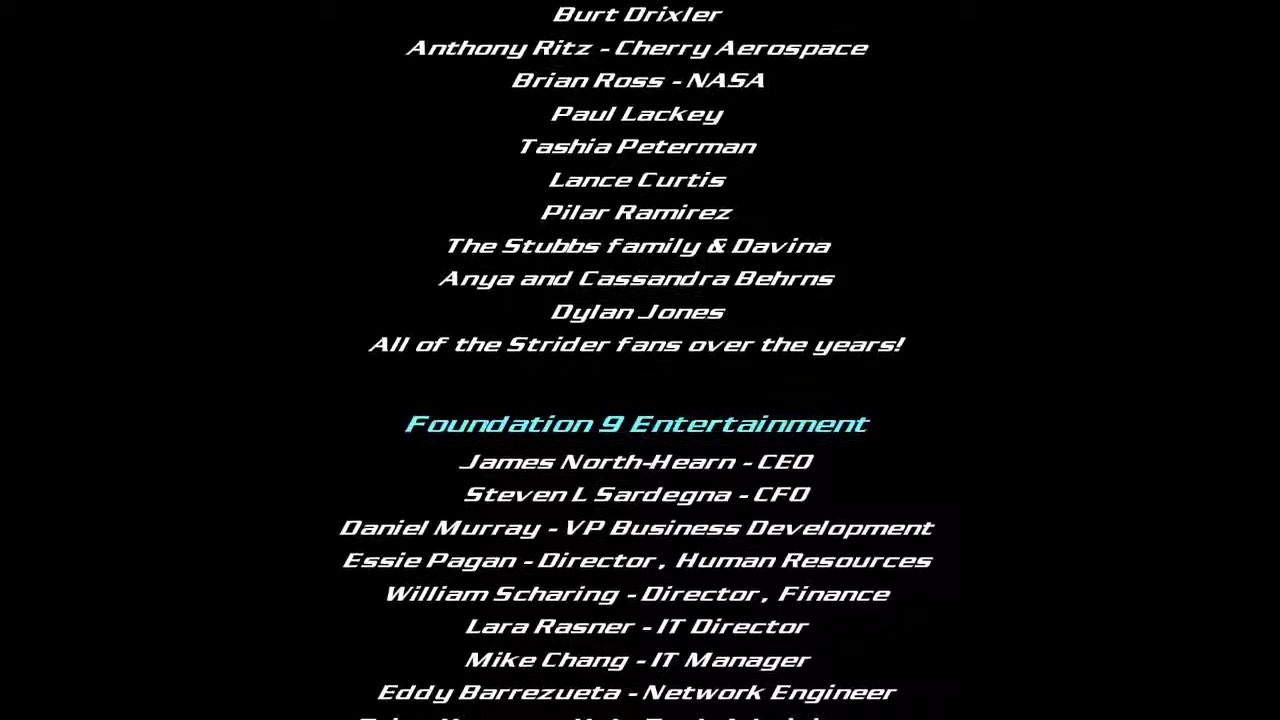 Burt Drixler
Anthony Ritz - Cherry Aerospace
Brian Ross - NASA
Paul Lackey
Tashia Peterman
Lance Curtis
Pilar Ramirez
The Stubbs family & Davina
Anya and Cassandra Behrns
Dylan Jones
All of the Strider fans over the years!
Foundation 9 Entertainment
James North-Hearn - CEO
Steven L Sardegna - CFO
Daniel Murray - VP Business Development
Essie Pagan - Director, Human Resources
William Scharing - Director, Finance
Lara Rasner - IT Director
Mike Chang - IT Manager
Eddy Barrezueta - Network Engineer